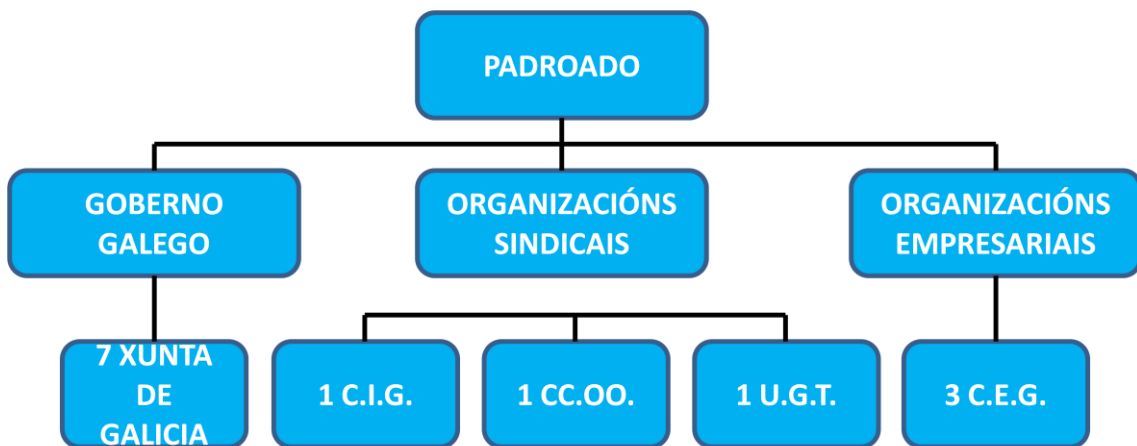 PADROADO
GOBERNO
GALEGO
ORGANIZACIÓNS
SINDICAIS
ORGANIZACIÓNS
EMPRESARIAIS
7 XUNTA
DE
GALICIA
1 C.I.G.
1 CC.OO.
1 U.G.T.
3 C.E.G.